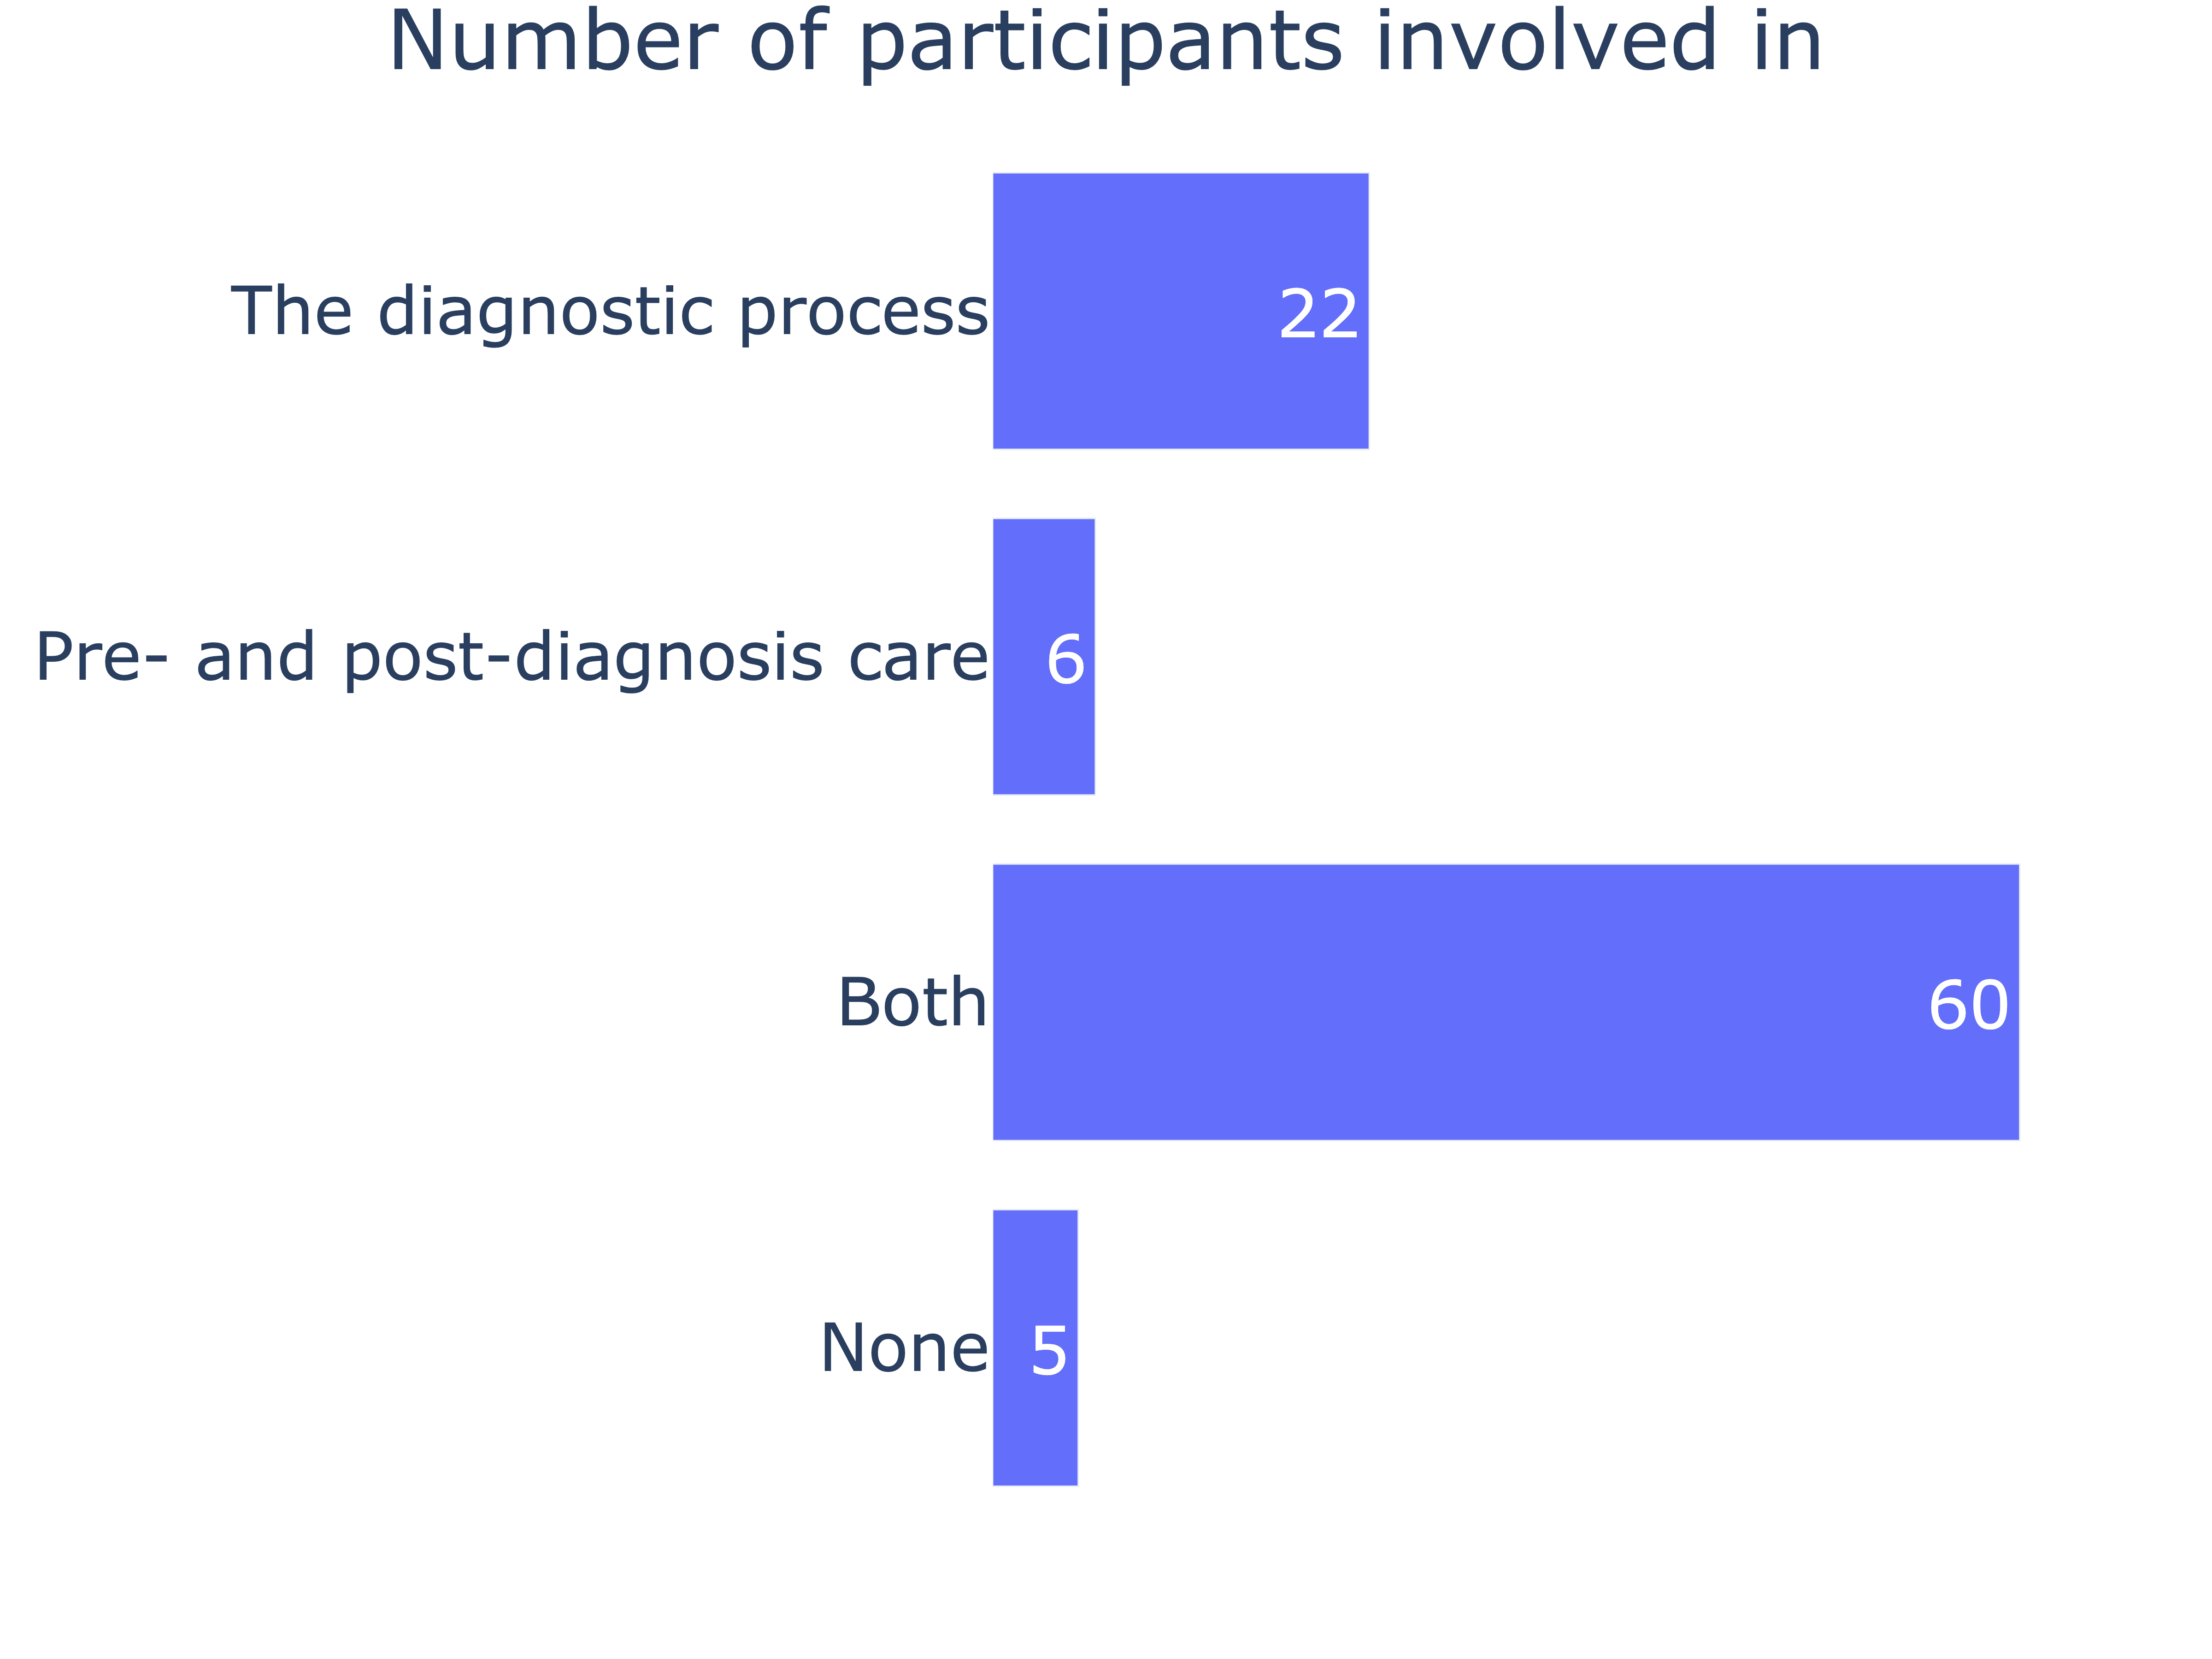 Number of participants involved in
The diagnostic process 22
Pre- and post-diagnosis care 6
Both 60
None 5